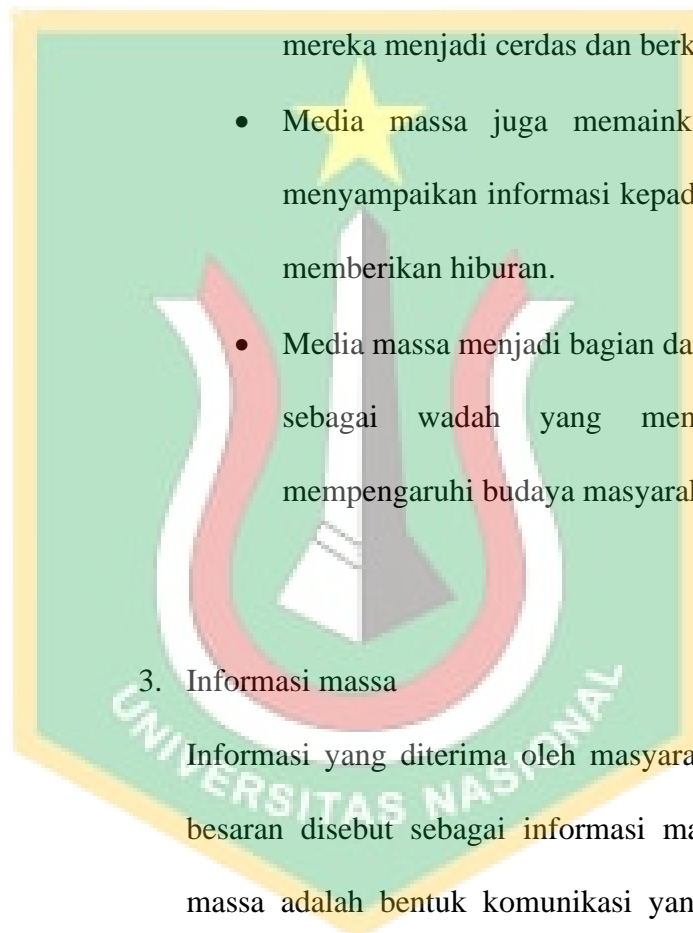 mereka menjadi cerdas dan berk
• Media massa juga memaink
menyampaikan informasi kepad
memberikan hiburan.
• Media massa menjadi bagian da
sebagai wadah yang men
mempengaruhi budaya masyara
3. Informasi massa
Informasi yang diterima oleh masyara
besaran disebut sebagai informasi ma
massa adalah bentuk komunikasi yan
UNIVERSITAS NASIONAL